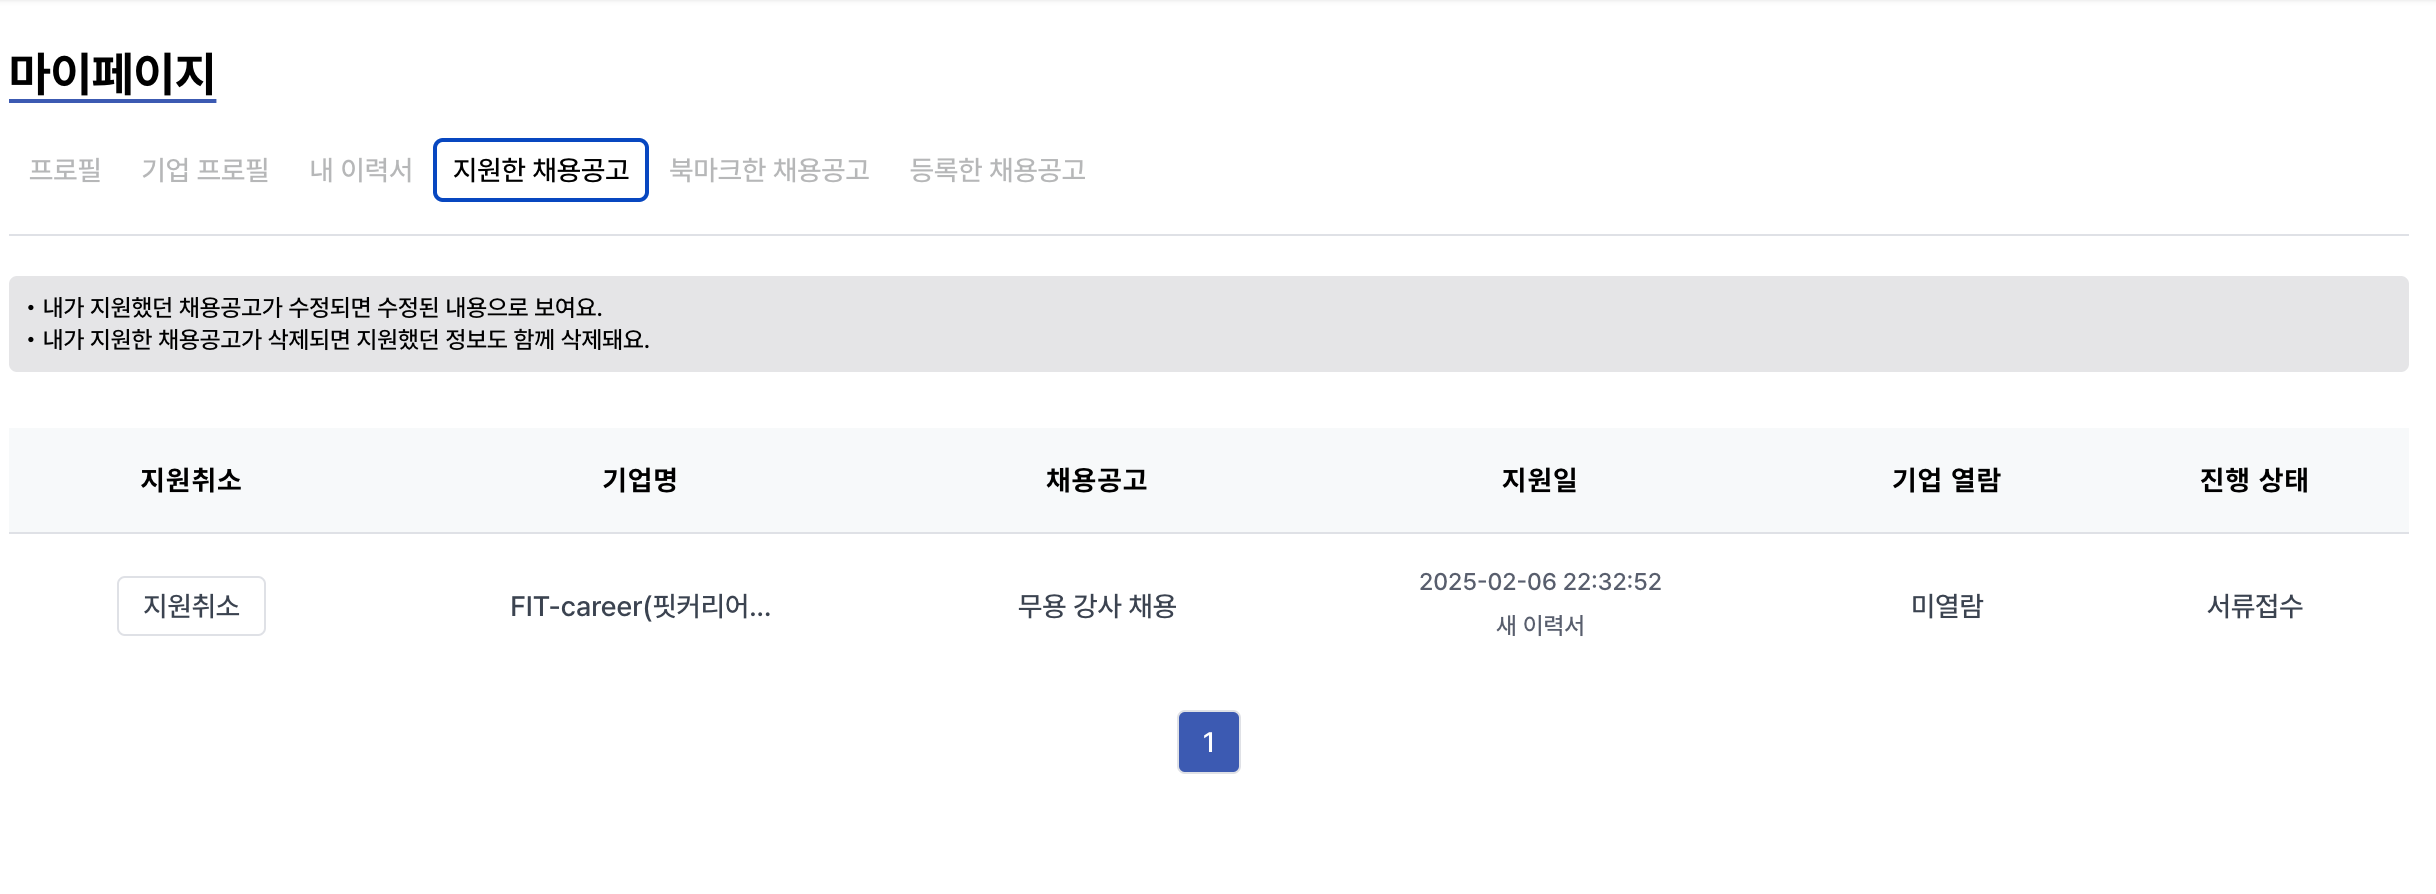 마이페이지
프로필 기업 프로필 내 이력서 지원한 채용공고 북마크한 채용공고 등록한 채용공고
• 내가 지원했던 채용공고가 수정되면 수정된 내용으로 보여요.
• 내가 지원한 채용공고가 삭제되면 지원했던 정보도 함께 삭제돼요.
지원취소 기업명 채용공고 지원일 기업 열람 진행 상태
지원취소 FIT-career(핏커리어... 무용 강사 채용 2025-02-06 22:32:52 미열람 서류접수
새 이력서
1